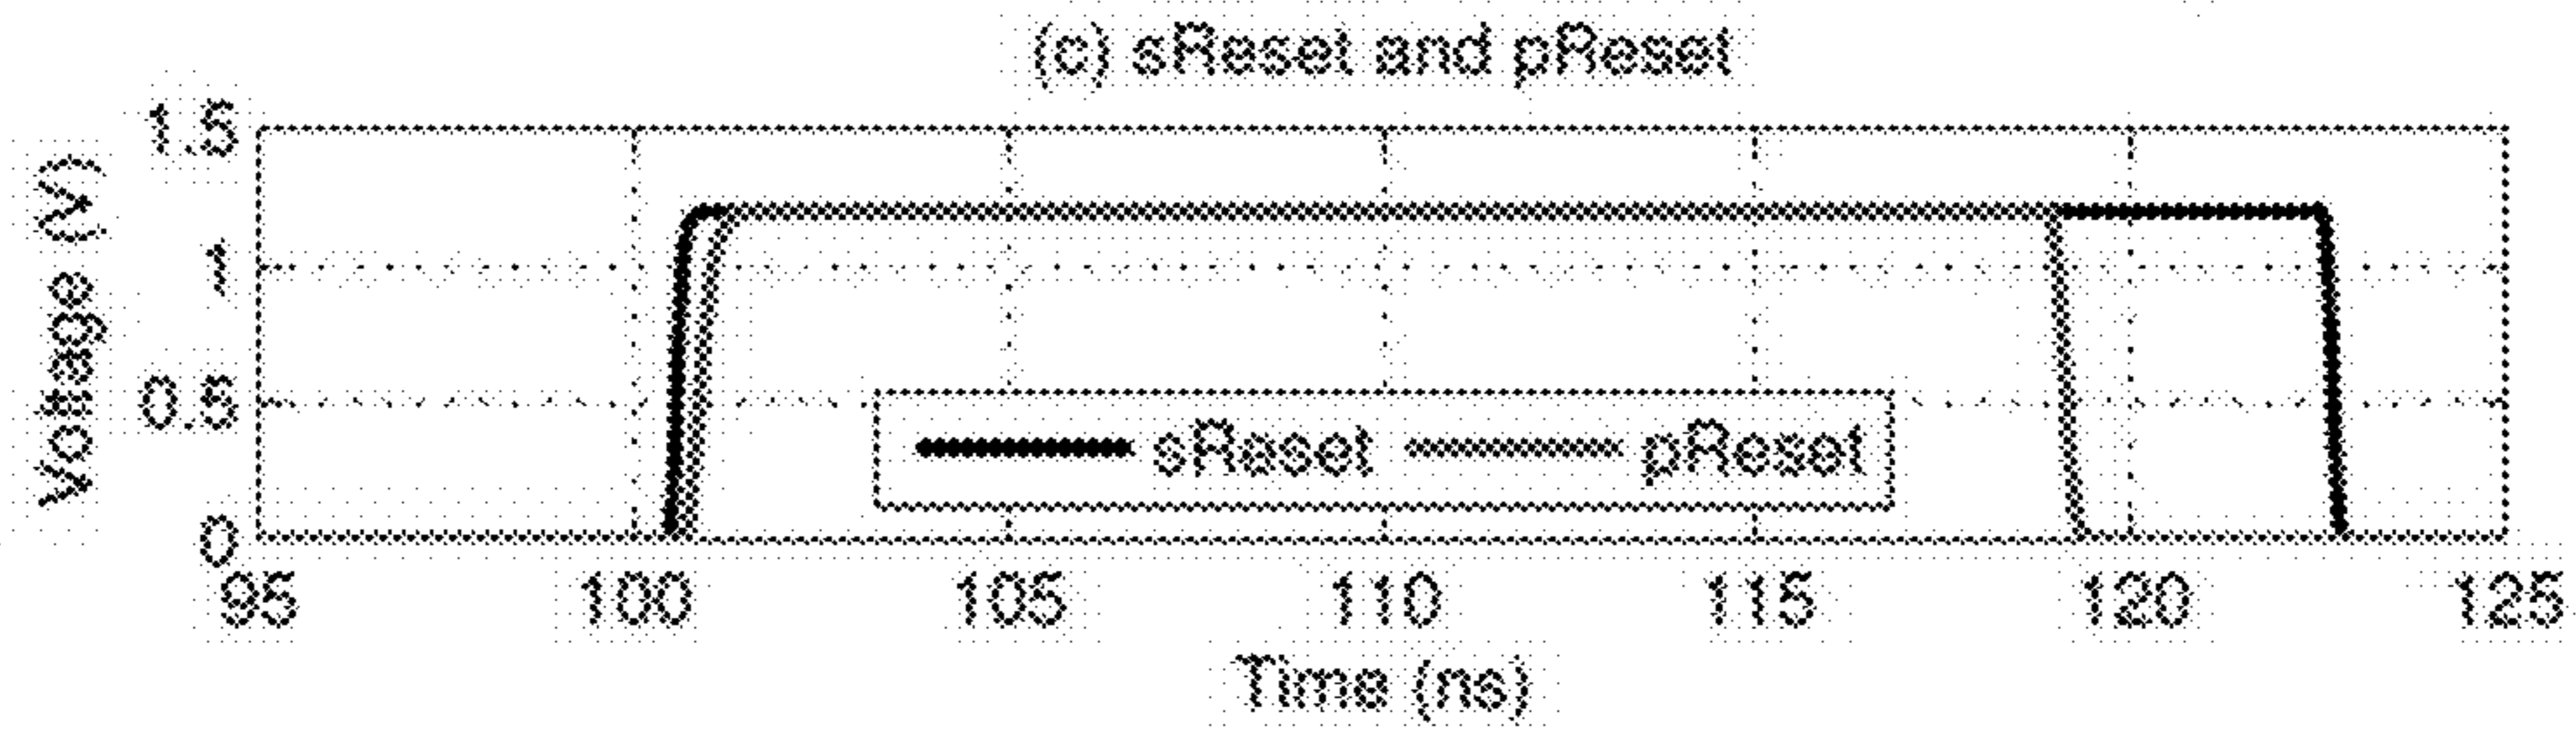 (c) sReset and pReset
Voltage (V)
1.5
1
0.5
0
sReset pReset
95 100 105 110 115 120 125
Time (ns)